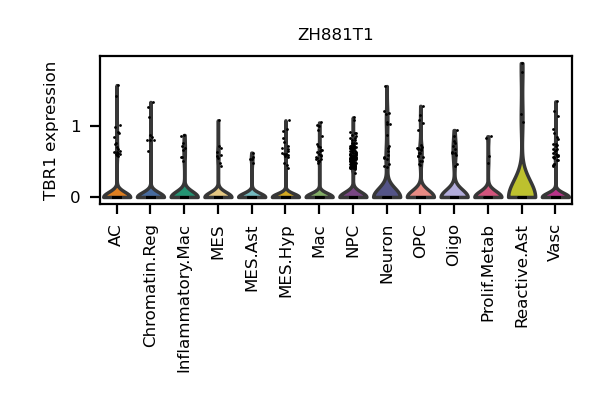 ZH881T1
TBR1 expression
1
0
AC
Chromatin.Reg
Inflammatory.Mac
MES
MES.Ast
MES.Hyp
Mac
NPC
Neuron
OPC
Oligo
Prolif.Metab
Reactive.Ast
Vasc